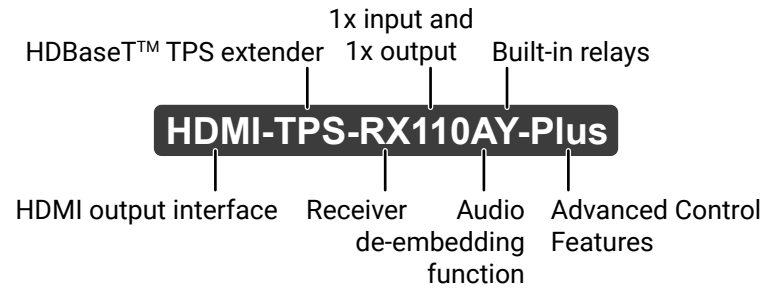 1x input and
HDBaseT™ TPS extender 1x output Built-in relays
HDMI-TPS-RX110AY-Plus
HDMI output interface Receiver Audio Advanced Control
de-embedding Features
function